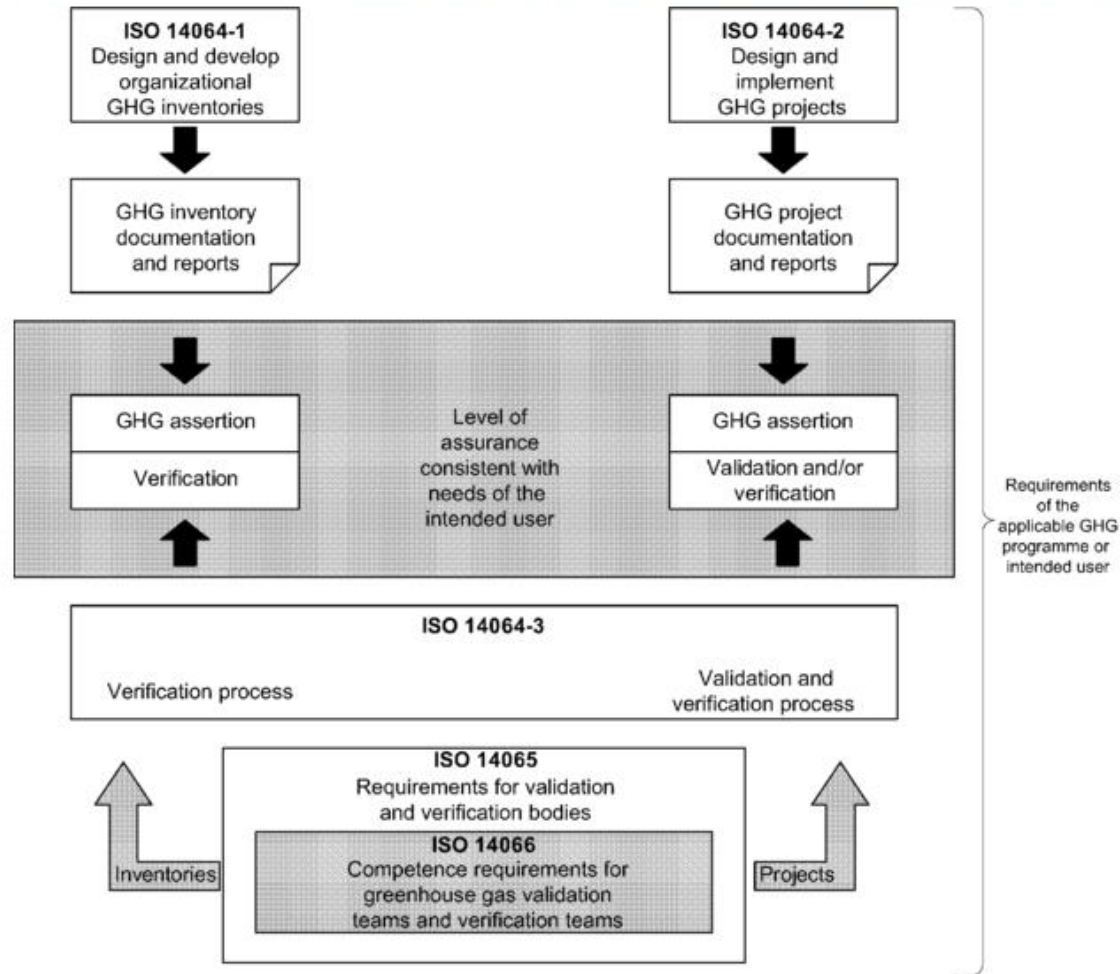 ISO 14064-1
Design and develop
organizational
GHG inventories
ISO 14064-2
Design and
implement
GHG projects
GHG inventory
documentation
and reports
GHG project
documentation
and reports
GHG assertion
Verification
Level of
assurance
consistent with
needs of the
intended user
GHG assertion
Validation and/or
verification
Requirements
of the
applicable GHG
programme or
intended user
ISO 14064-3
Verification process
Validation and
verification process
ISO 14065
Requirements for validation
and verification bodies
ISO 14066
Competence requirements for
greenhouse gas validation
teams and verification teams
Inventories
Projects